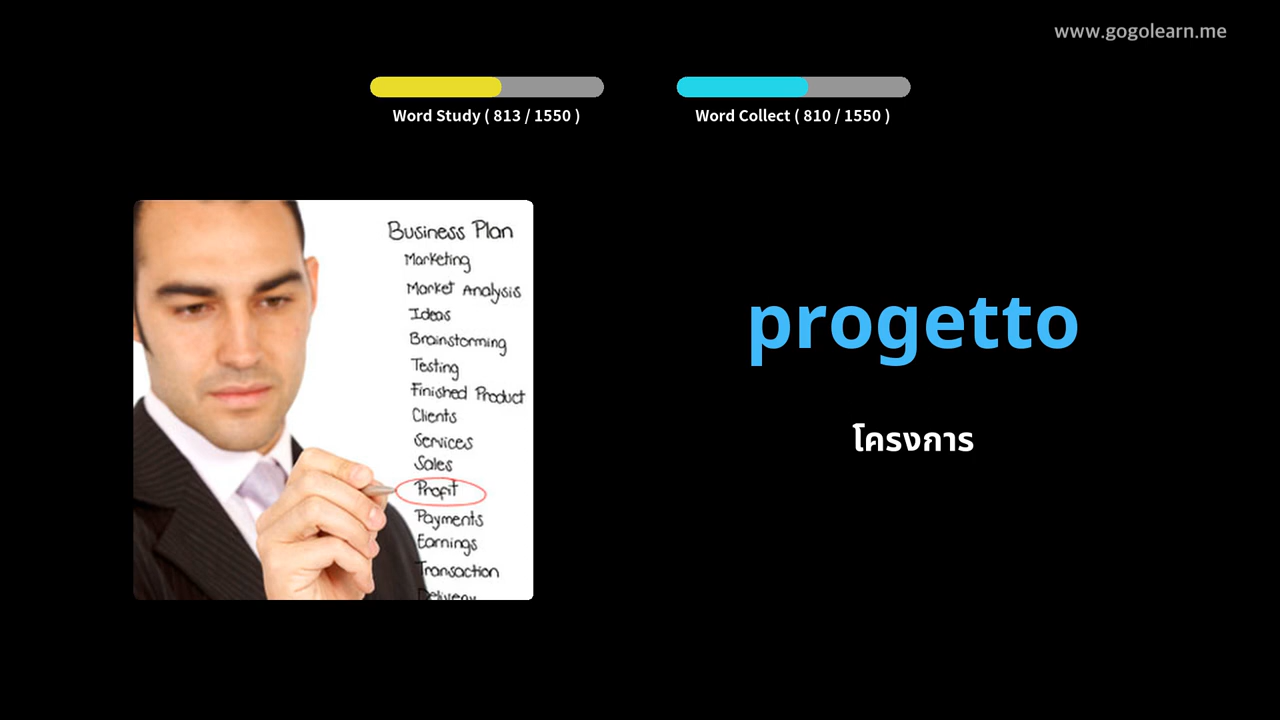 www.gogolearn.me
Word Study ( 813 / 1550 )
Word Collect ( 810 / 1550 )
Business Plan
Marketing
Market Analysis
Ideas
Brainstorming
Testing
Finished Product
Clients
Services
Sales
Profit
Payments
Earnings
Transaction
Delivery
progetto
โครงการ